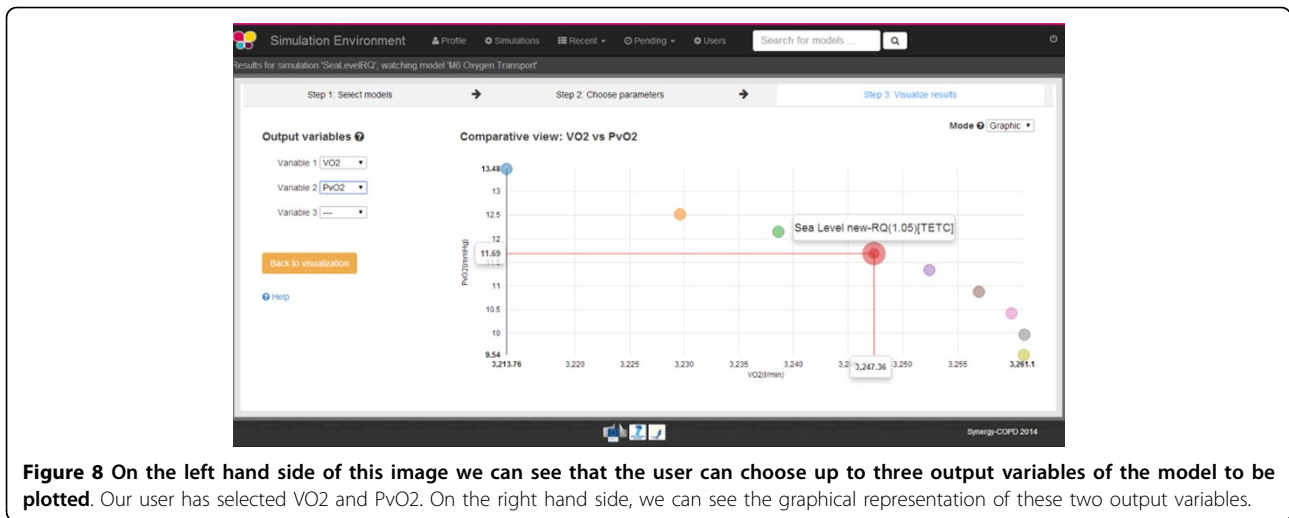 Simulation Environment Profile Simulations Recent Pending Users Search for models ...
Results for simulation 'SeaLevelRQ', watching model 'M6 Oxygen Transport'
Step 1: Select models Step 2: Choose parameters Step 3: Visualize results
Mode Graphic
Output variables Comparative view: VO2 vs PvO2
Variable 1 VO2
Variable 2 PvO2
Variable 3 ---
Back to visualization
Help
PvO2(mmHg)
13.48
13
12.5
12
11.69
11
10.5
10
9.54
Sea Level new-RQ(1.05)[TETC]
3,213.76 3,220 3,225 3,230 3,235 3,240 3,247.36 3,250 3,255 3,261.1
VO2(l/min)
Synergy-COPD 2014
Figure 8 On the left hand side of this image we can see that the user can choose up to three output variables of the model to be
plotted. Our user has selected VO2 and PvO2. On the right hand side, we can see the graphical representation of these two output variables.